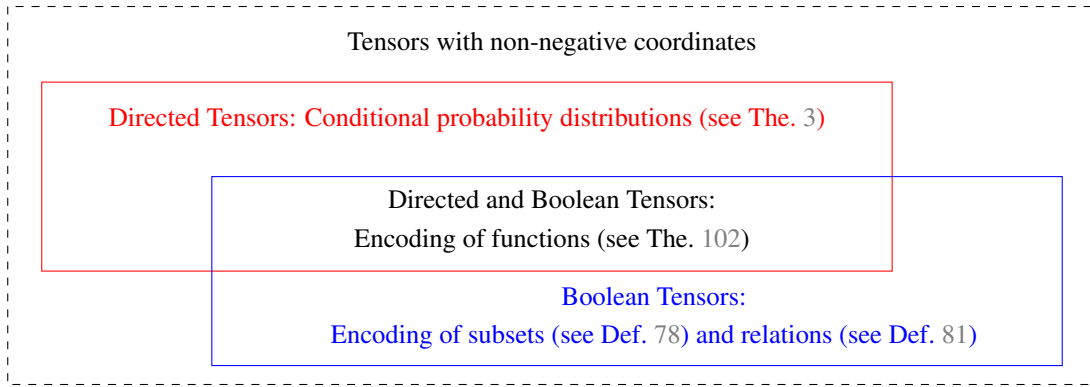 Tensors with non-negative coordinates
Directed Tensors: Conditional probability distributions (see The. 3)
Directed and Boolean Tensors:
Encoding of functions (see The. 102)
Boolean Tensors:
Encoding of subsets (see Def. 78) and relations (see Def. 81)